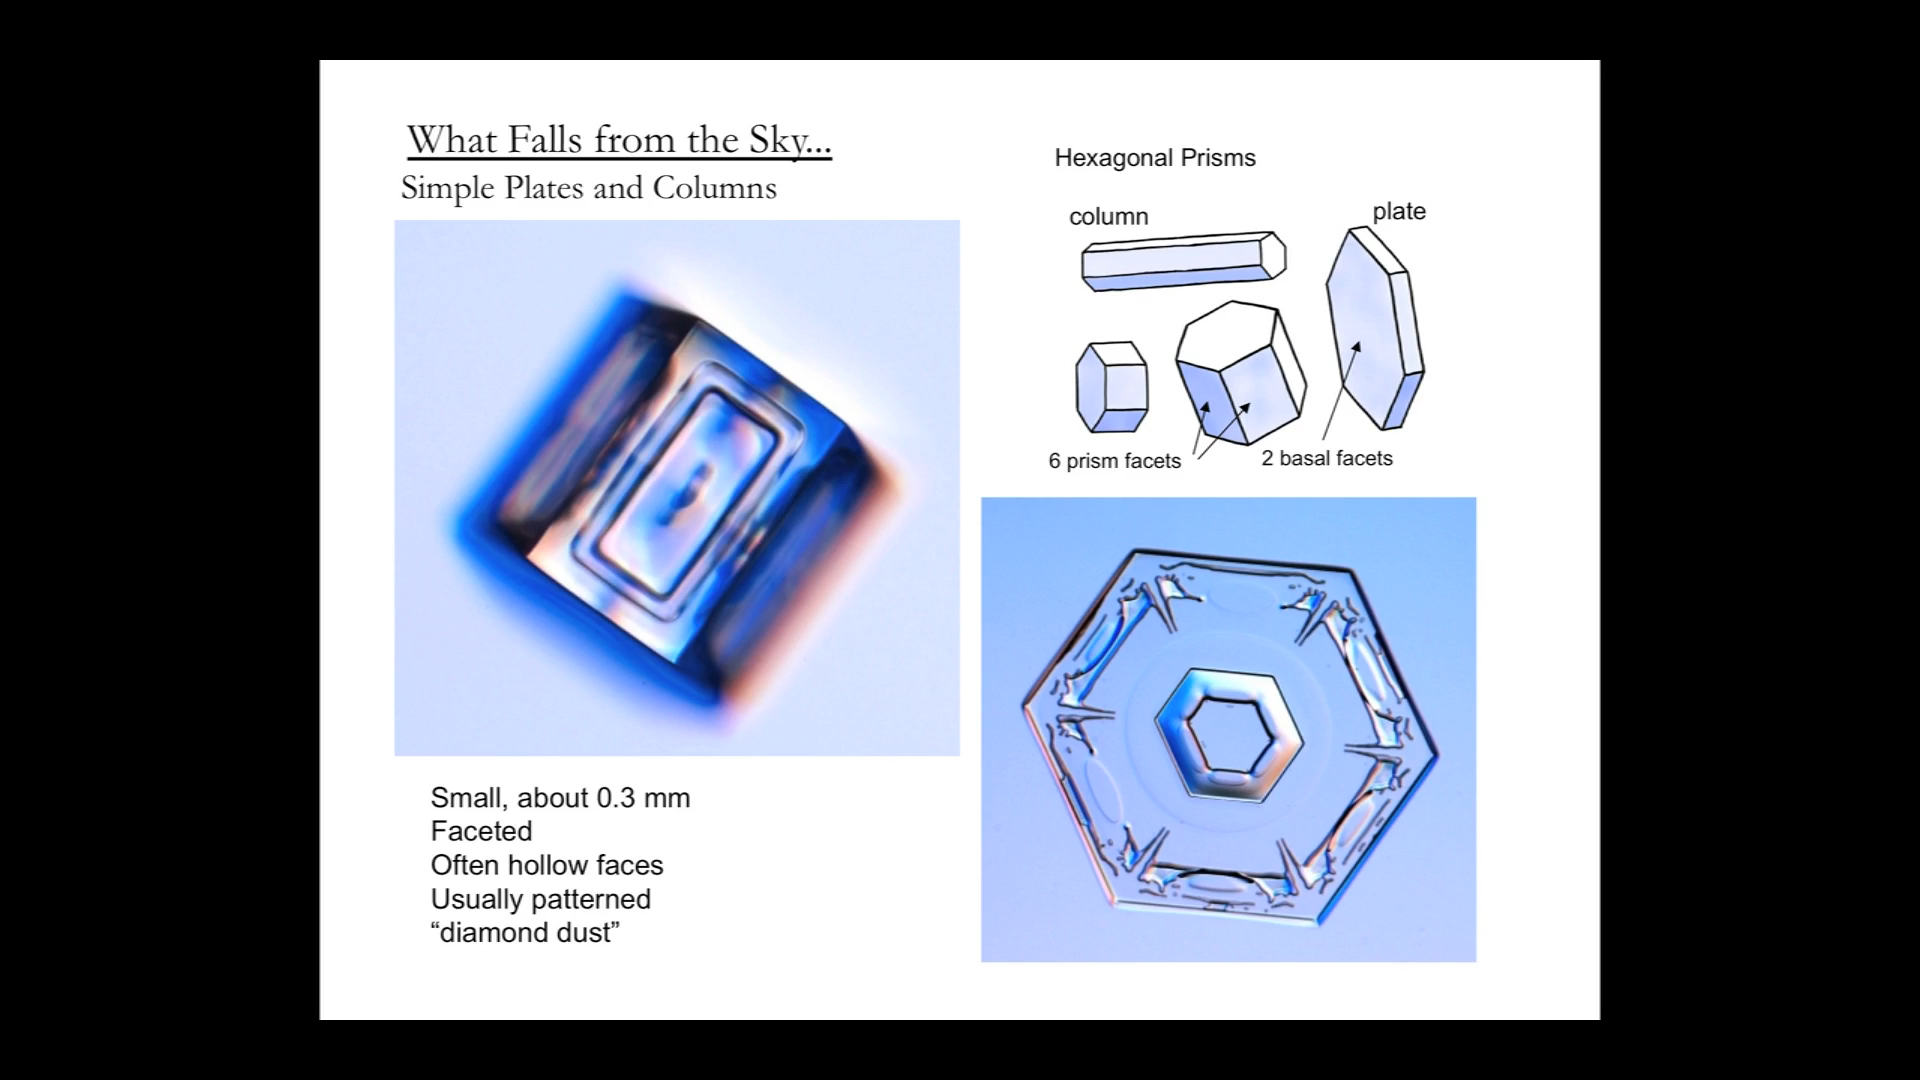 What Falls from the Sky...
Simple Plates and Columns
Hexagonal Prisms
column
plate
6 prism facets
2 basal facets
Small, about 0.3 mm
Faceted
Often hollow faces
Usually patterned
“diamond dust”